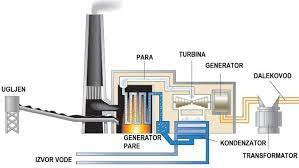 PARA
TURBINA
GENERATOR
DALEKOVOD
UGLJEN
GENERATOR
PARE
KONDENZATOR
IZVOR VODE
TRANSFORMATOR